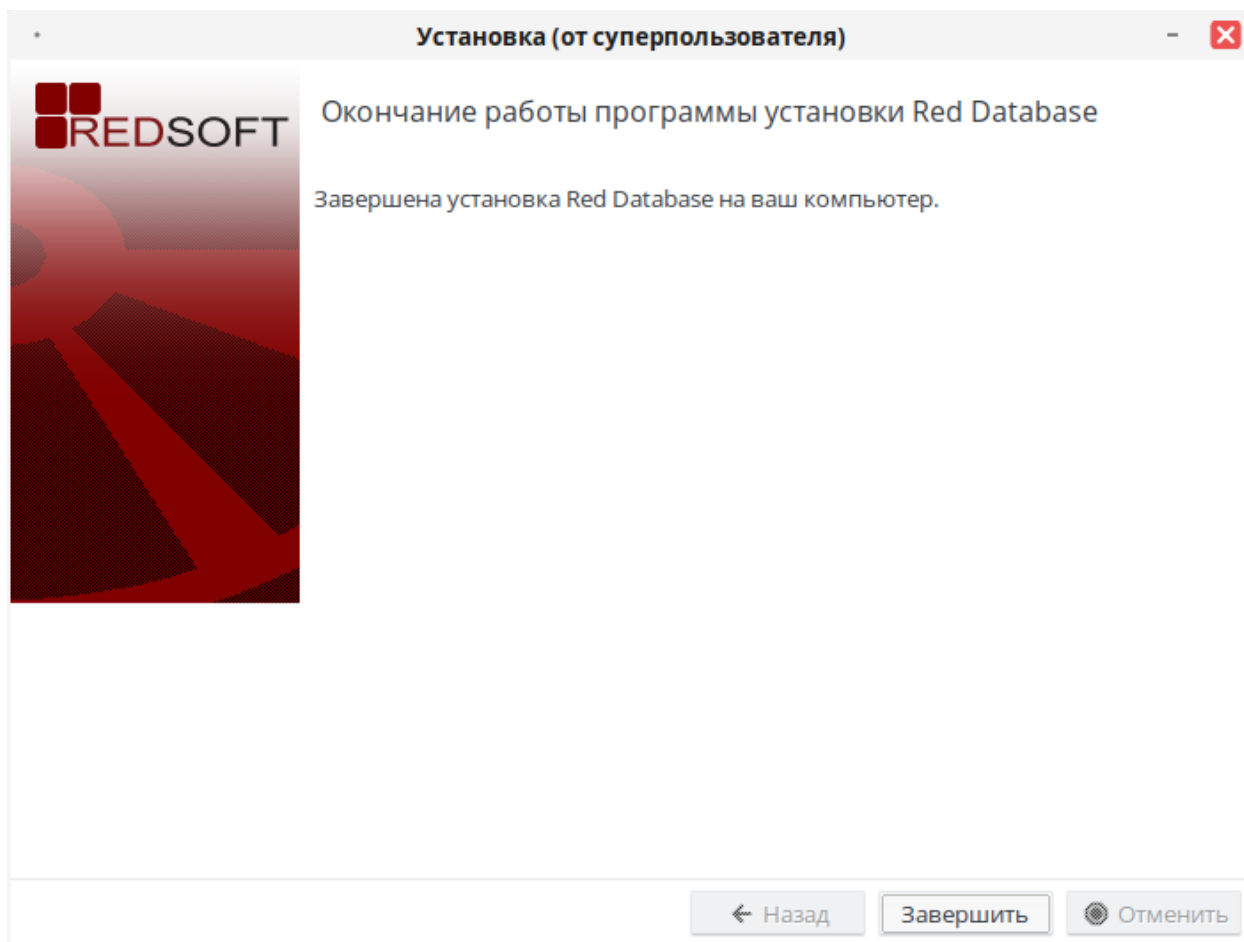 Установка (от суперпользователя)
REDSOFT
Окончание работы программы установки Red Database
Завершена установка Red Database на ваш компьютер.
Назад
Завершить
Отменить